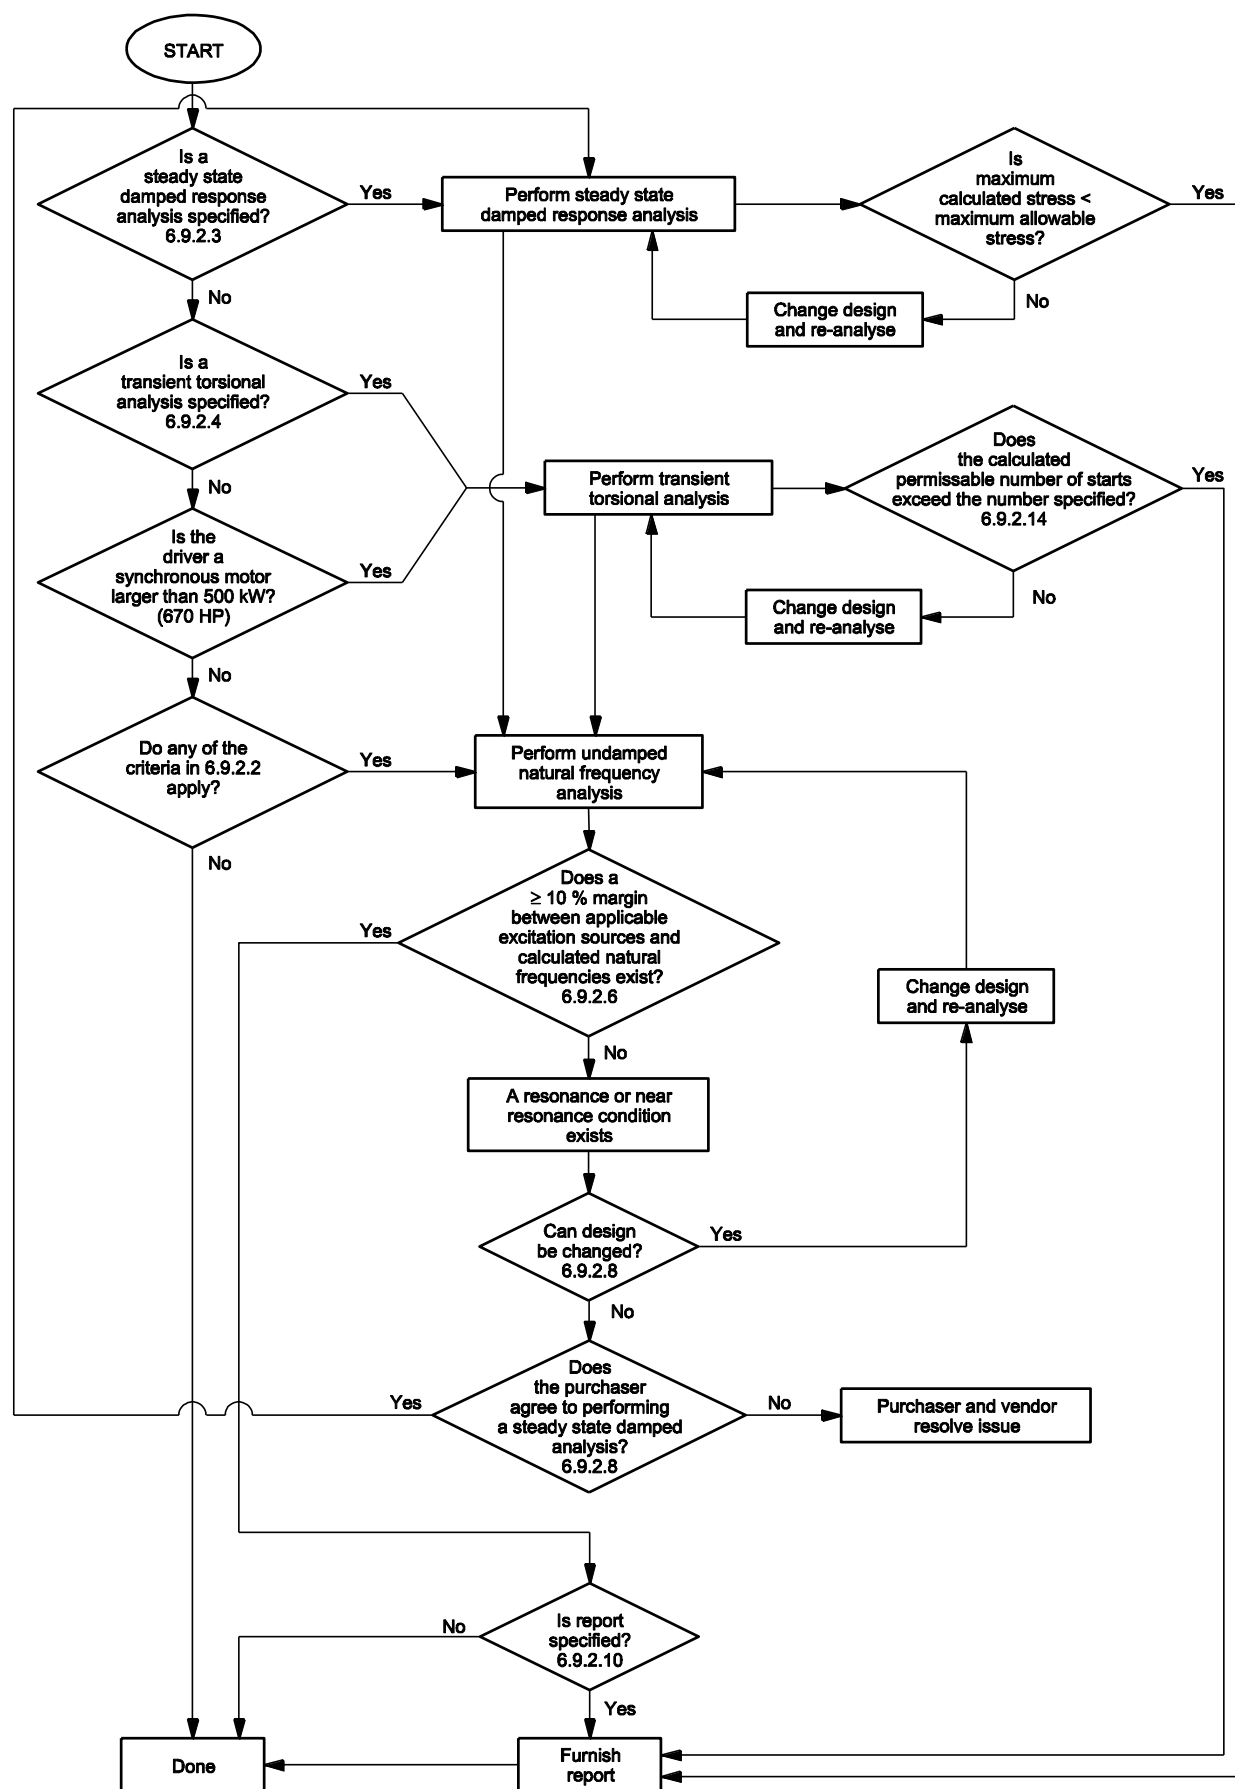 START
Is a
steady state
damped response
analysis specified?
6.9.2.3
Yes
Perform steady state
damped response analysis
Is
maximum
calculated stress <
maximum allowable
stress?
Yes
No
No
Change design
and re-analyse
Is a
transient torsional
analysis specified?
6.9.2.4
Yes
No
Perform transient
torsional analysis
Does
the calculated
permissable number of starts
exceed the number specified?
6.9.2.14
Yes
Is the
driver a
synchronous motor
larger than 500 kW?
(670 HP)
Yes
No
Change design
and re-analyse
No
Do any of the
criteria in 6.9.2.2
apply?
Yes
Perform undamped
natural frequency
analysis
No
Does a
≥ 10 % margin
between applicable
excitation sources and
calculated natural
frequencies exist?
6.9.2.6
Yes
Change design
and re-analyse
No
A resonance or near
resonance condition
exists
Can design
be changed?
6.9.2.8
Yes
No
Does
the purchaser
agree to performing
a steady state damped
analysis?
6.9.2.8
Yes
No
Purchaser and vendor
resolve issue
Is report
specified?
6.9.2.10
No
Yes
Done
Furnish
report